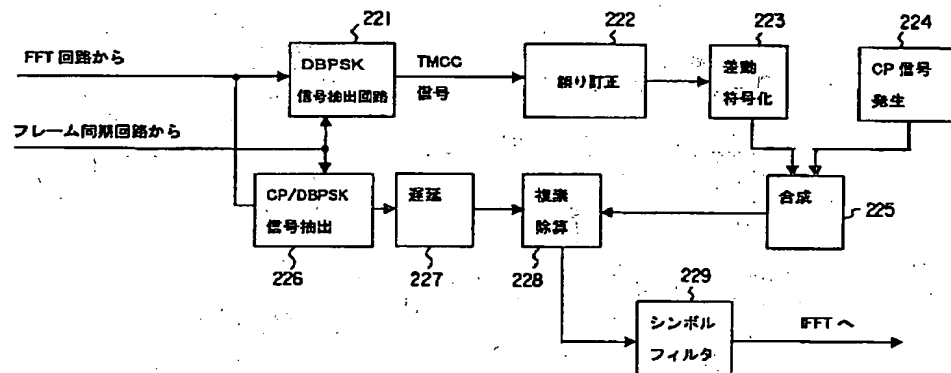 221
222
223
224
FFT 回路から
DBPSK
信号抽出回路
TMCC
信号
誤り訂正
差動
符号化
CP 信号
発生
フレーム同期回路から
CP/DBPSK
信号抽出
遅延
複素
除算
合成
225
226
227
228
229
シンボル
フィルタ
IFFT へ